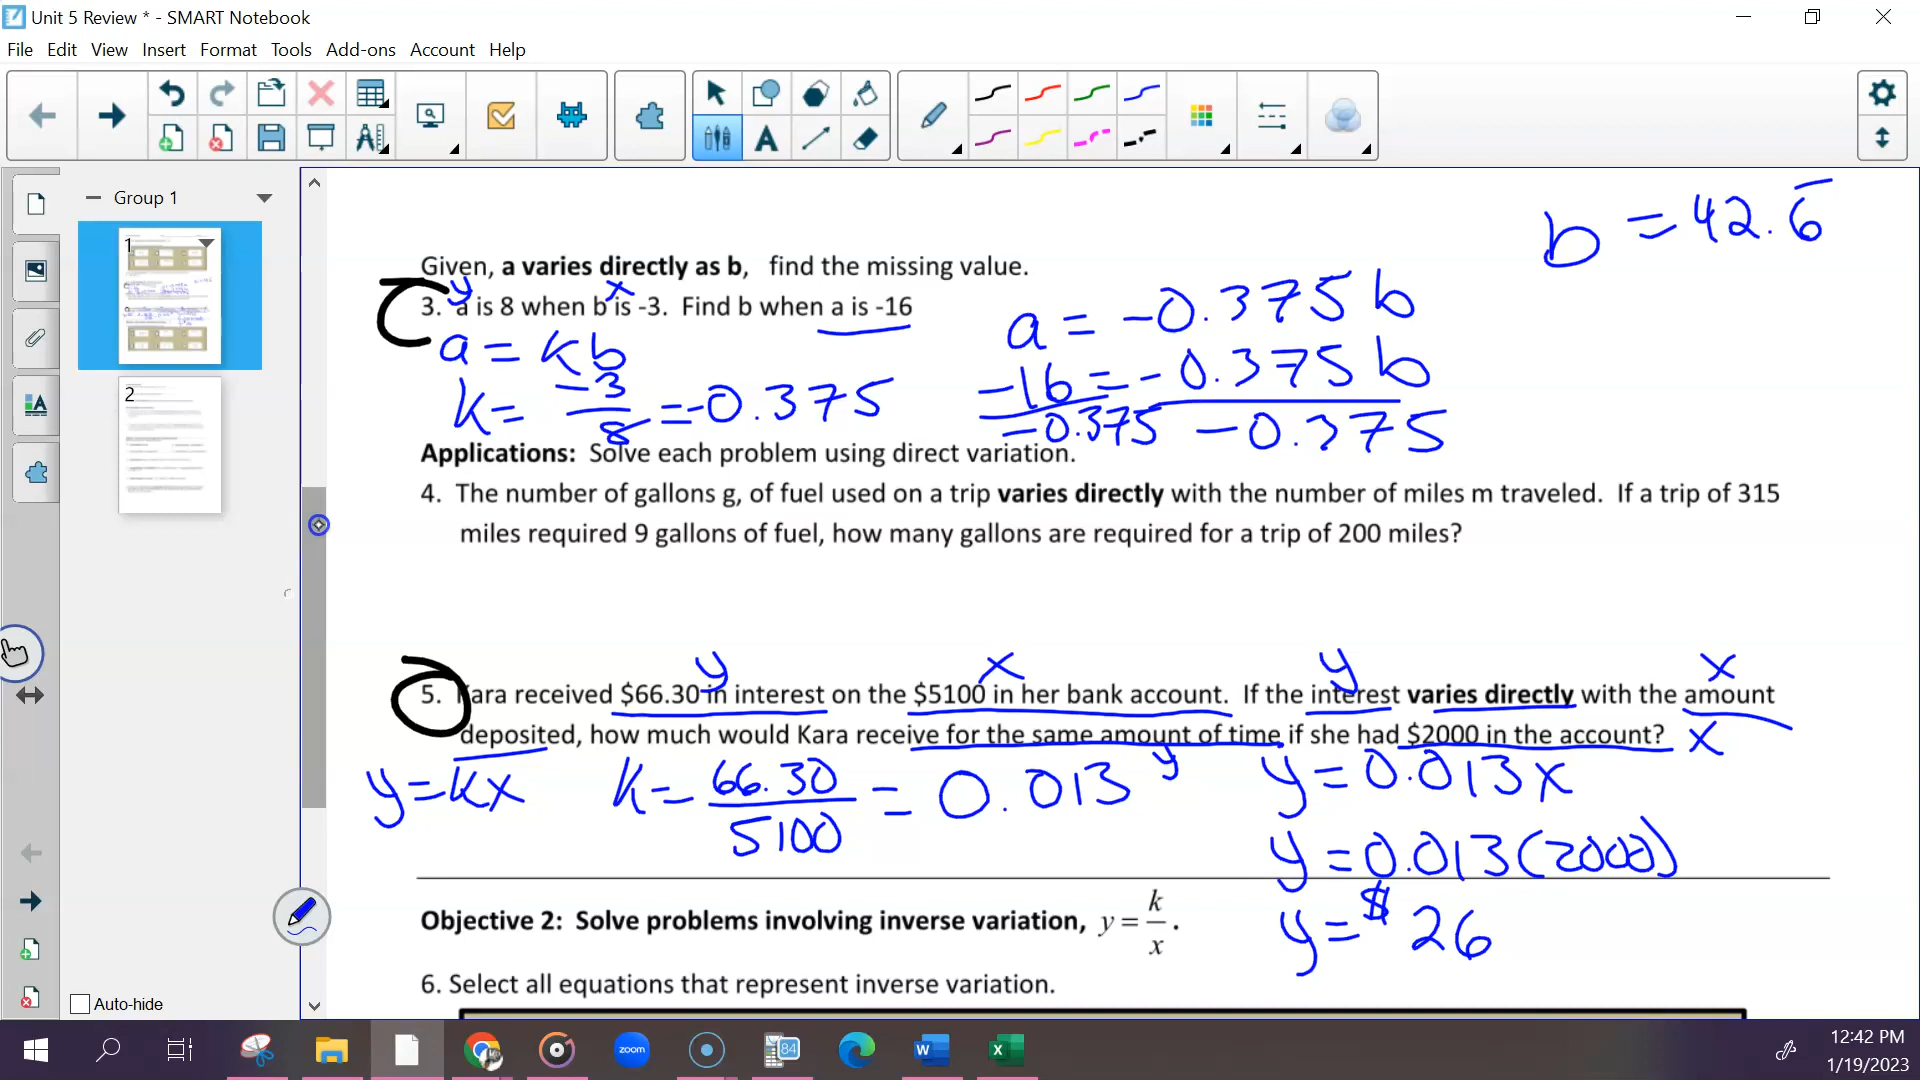 Unit 5 Review * - SMART Notebook
File Edit View Insert Format Tools Add-ons Account Help
Group 1
1
2
Auto-hide
b = 42.6̅
Given, a varies directly as b, find the missing value.
y x
3. a is 8 when b is -3. Find b when a is -16
a = kb
k = -3/8 = -0.375
a = -0.375b
-16 = -0.375b
-0.375 -0.375
Applications: Solve each problem using direct variation.
4. The number of gallons g, of fuel used on a trip varies directly with the number of miles m traveled. If a trip of 315
miles required 9 gallons of fuel, how many gallons are required for a trip of 200 miles?
y x y x
5. Kara received $66.30 in interest on the $5100 in her bank account. If the interest varies directly with the amount
deposited, how much would Kara receive for the same amount of time if she had $2000 in the account? x
y
y = kx
k = 66.30/5100 = 0.013
y = 0.013x
y = 0.013(2000)
y = $26
Objective 2: Solve problems involving inverse variation, y = k/x.
6. Select all equations that represent inverse variation.
zoom
84
12:42 PM
1/19/2023